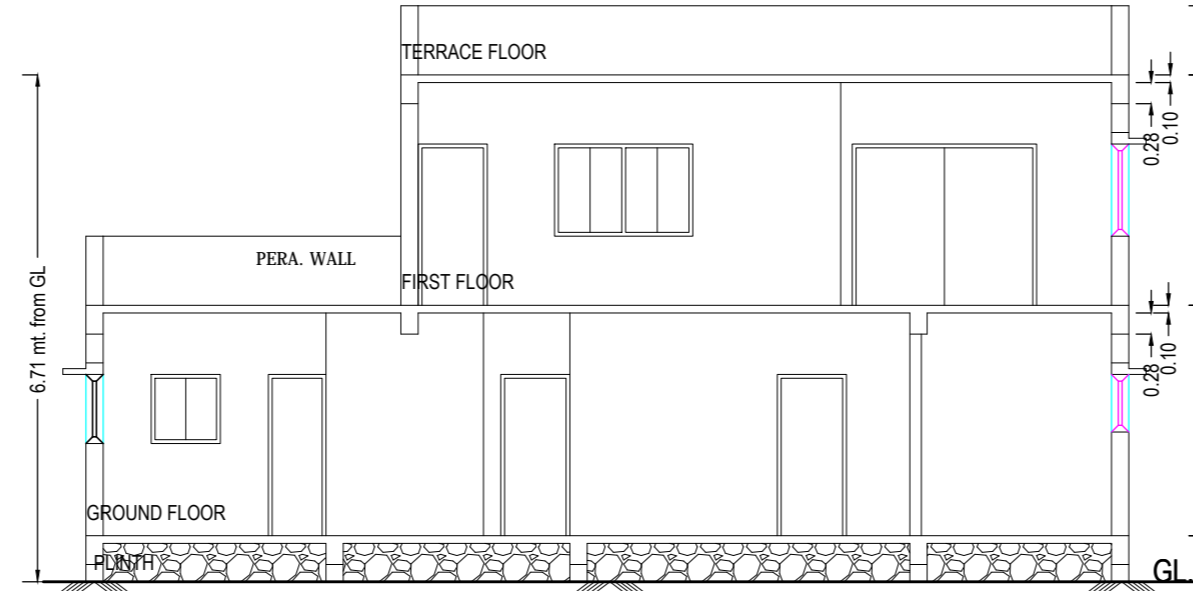 TERRACE FLOOR
0.28
0.10
PERA. WALL
FIRST FLOOR
6.71 mt. from GL
0.28
0.10
GROUND FLOOR
PLINTH
GL.